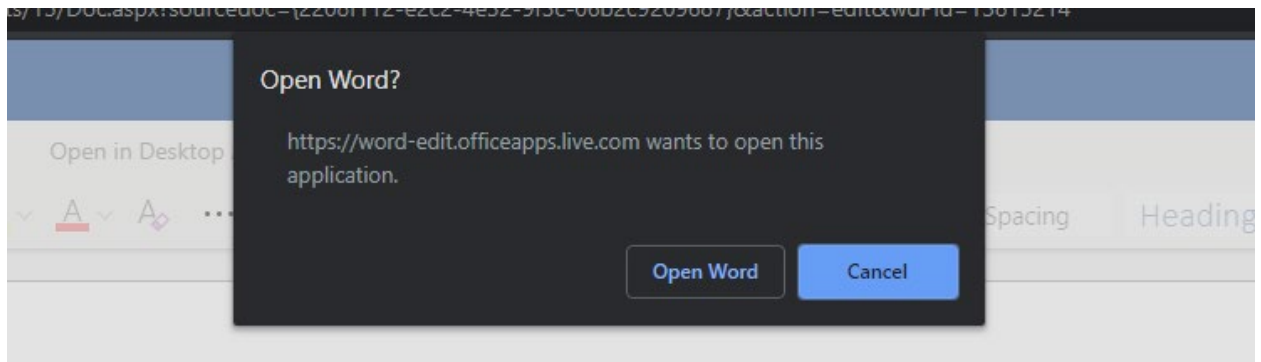 Open Word?
https://word-edit.officeapps.live.com wants to open this
application.
Open in Desktop
A A ...
Spacing Heading
Open Word Cancel